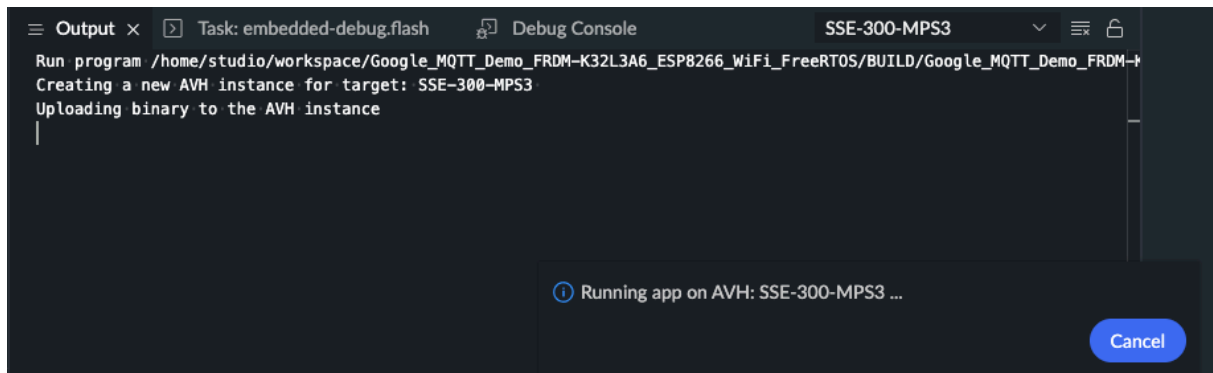 Output × Task: embedded-debug.flash Debug Console SSE-300-MPS3
Run program /home/studio/workspace/Google_MQTT_Demo_FRDM-K32L3A6_ESP8266_WiFi_FreeRTOS/BUILD/Google_MQTT_Demo_FRDM-K
Creating a new AVH instance for target: SSE-300-MPS3
Uploading binary to the AVH instance
Running app on AVH: SSE-300-MPS3 ...
Cancel